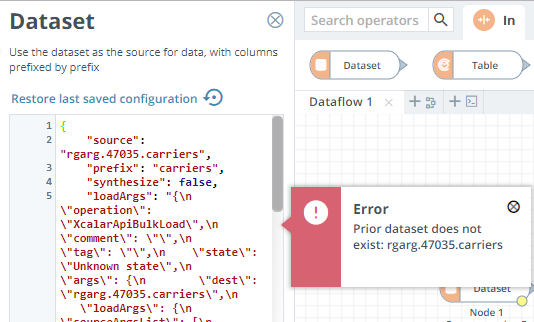 Dataset
Use the dataset as the source for data, with columns
prefixed by prefix
Restore last saved configuration
1 {
2 "source":
"rgarg.47035.carriers",
3 "prefix": "carriers",
4 "synthesize": false,
5 "loadArgs": "{\n
\"operation\":
\"XcalarApiBulkLoad\",\n
\"comment\": \"\",\n
\"tag\": \"\",\n \"state\":
\"Unknown state\",\n
\"args\": {\n \"dest\":
\"rgarg.47035.carriers\",\n
\"loadArgs\": {\n
\"sourceArgsList\": [\n
Search operators
In
Dataset
Table
Dataflow 1
Error
Prior dataset does not
exist: rgarg.47035.carriers
Dataset
Node 1